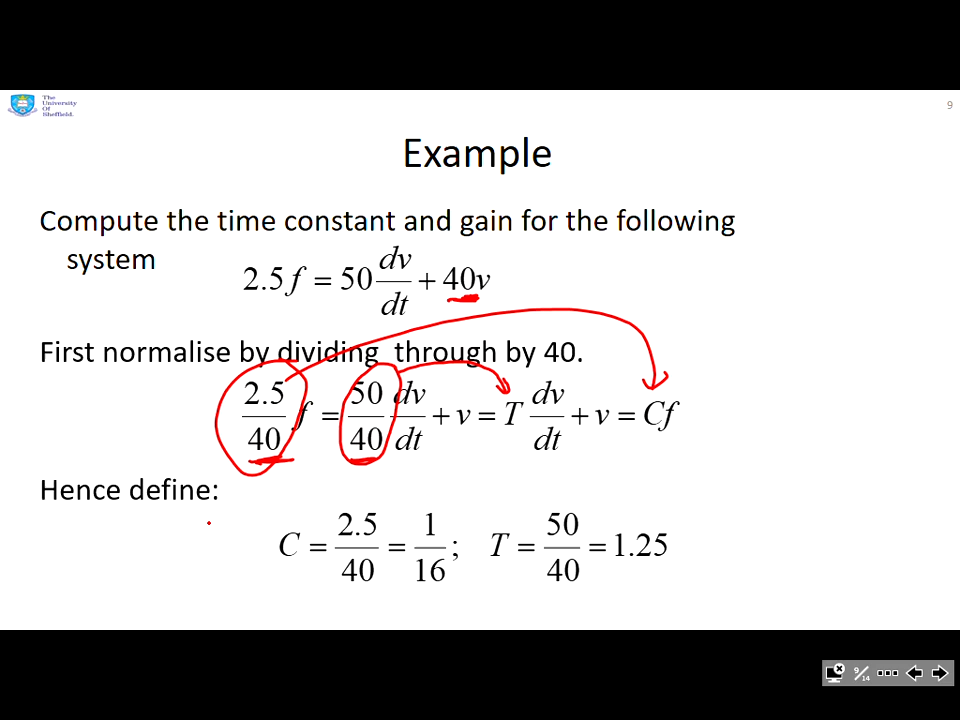 The
University
Of
Sheffield.
9
Example
Compute the time constant and gain for the following
system
2.5f = 50 dv/dt + 40v
First normalise by dividing through by 40.
2.5/40 f = 50/40 dv/dt + v = T dv/dt + v = Cf
Hence define:
C = 2.5/40 = 1/16; T = 50/40 = 1.25
9/14